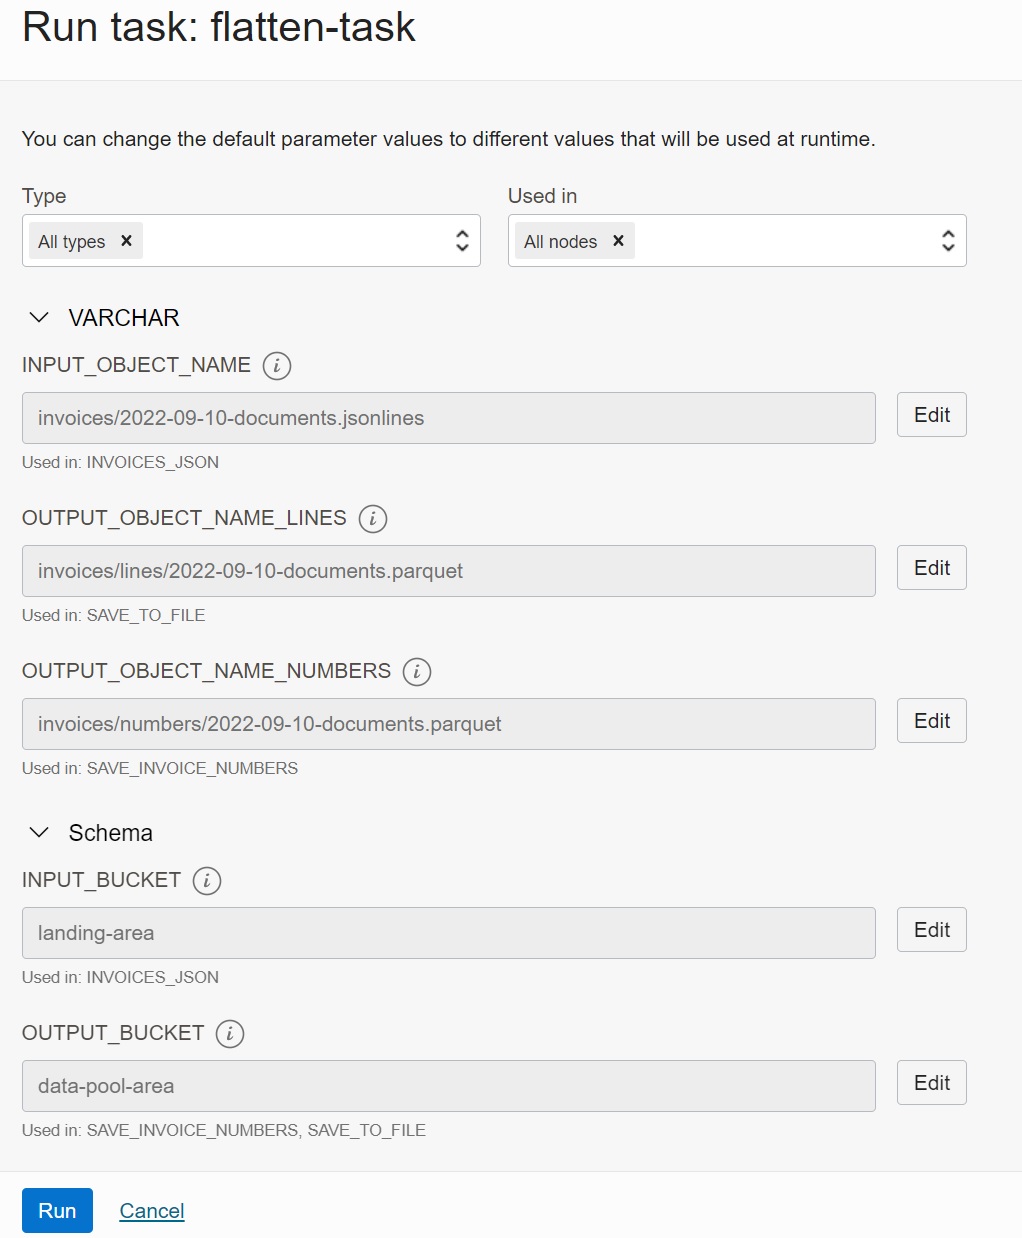 Run task: flatten-task
You can change the default parameter values to different values that will be used at runtime.
Type
Used in
All types ×
All nodes ×
VARCHAR
INPUT_OBJECT_NAME i
invoices/2022-09-10-documents.jsonlines
Edit
Used in: INVOICES_JSON
OUTPUT_OBJECT_NAME_LINES i
invoices/lines/2022-09-10-documents.parquet
Edit
Used in: SAVE_TO_FILE
OUTPUT_OBJECT_NAME_NUMBERS i
invoices/numbers/2022-09-10-documents.parquet
Edit
Used in: SAVE_INVOICE_NUMBERS
Schema
INPUT_BUCKET i
landing-area
Edit
Used in: INVOICES_JSON
OUTPUT_BUCKET i
data-pool-area
Edit
Used in: SAVE_INVOICE_NUMBERS, SAVE_TO_FILE
Run
Cancel